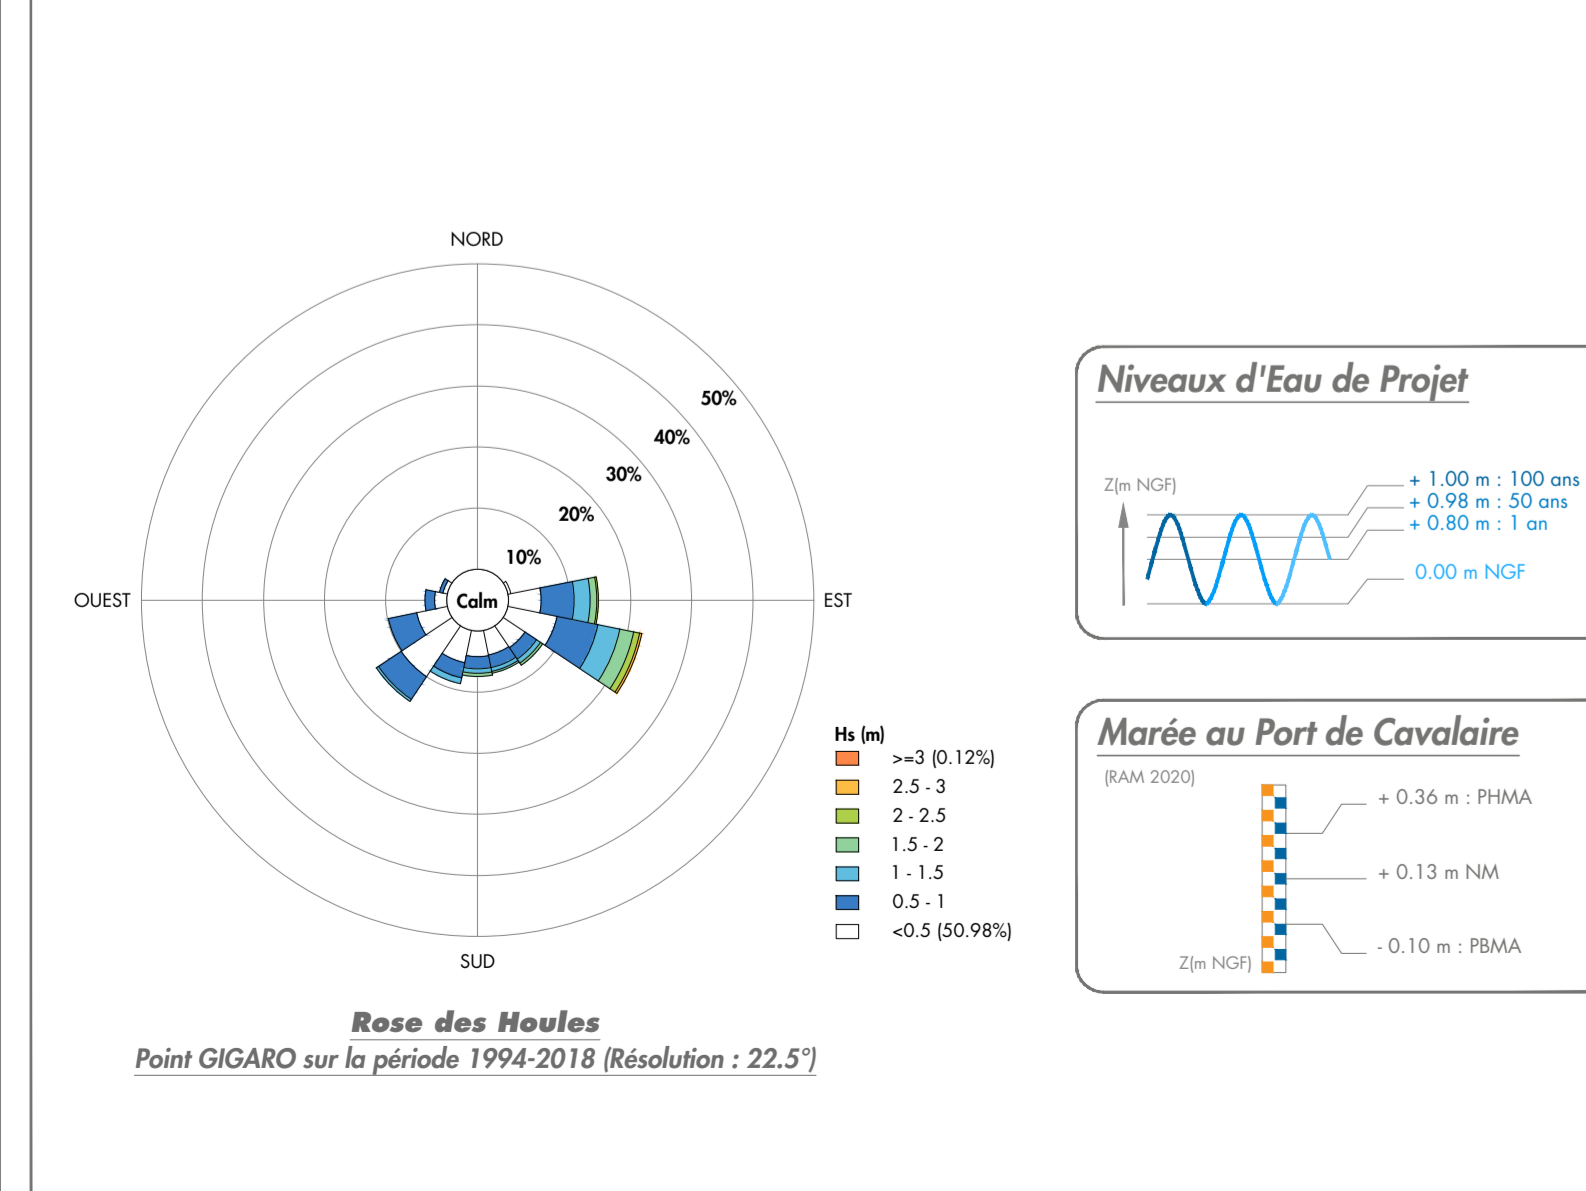 NORD
50%
40%
30%
20%
10%
OUEST
Calm
EST
SUD
Hs (m)
>=3 (0.12%)
2.5 - 3
2 - 2.5
1.5 - 2
1 - 1.5
0.5 - 1
<0.5 (50.98%)
Rose des Houles
Point GIGARO sur la période 1994-2018 (Résolution : 22.5°)
Niveaux d'Eau de Projet
Z(m NGF)
+ 1.00 m : 100 ans
+ 0.98 m : 50 ans
+ 0.80 m : 1 an
0.00 m NGF
Marée au Port de Cavalaire
(RAM 2020)
+ 0.36 m : PHMA
+ 0.13 m NM
- 0.10 m : PBMA
Z(m NGF)